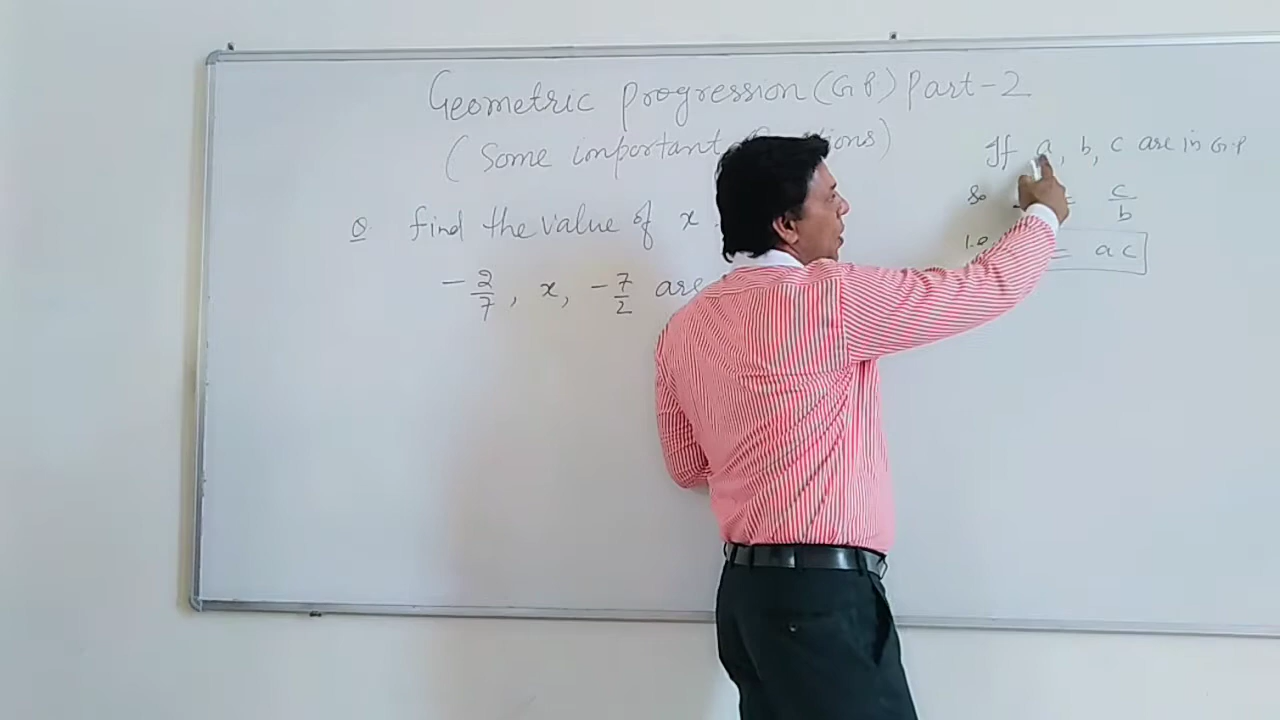 Geometric Progression (G P) Part-2
(Some important
Q find the value of x
-2/7, x, -7/2 are
If a, b, c are in G.P
So = c/b
i.e = ac